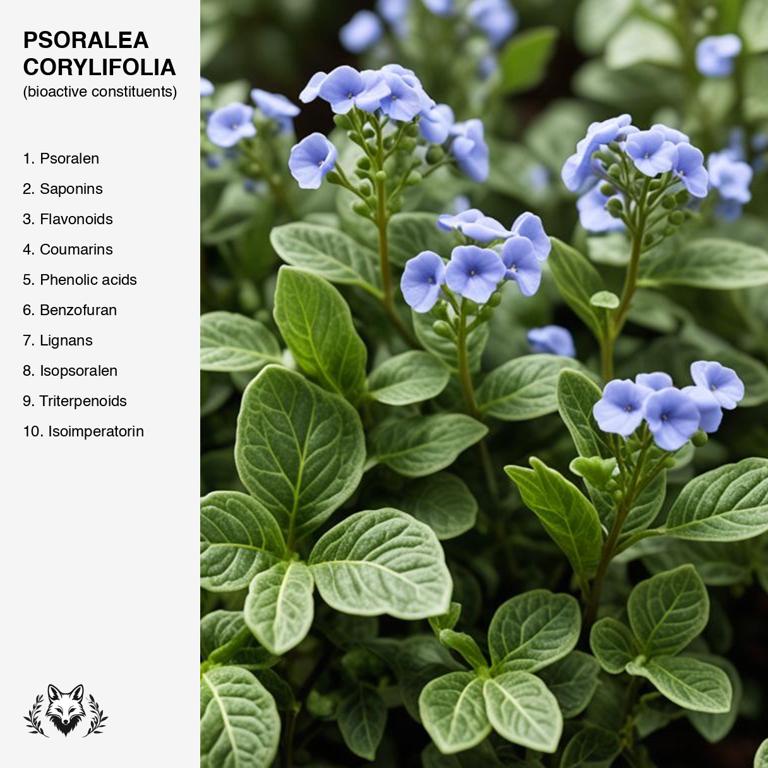 PSORALEA
CORYLIFOLIA
(bioactive constituents)
1. Psoralen
2. Saponins
3. Flavonoids
4. Coumarins
5. Phenolic acids
6. Benzofuran
7. Lignans
8. Isopsoralen
9. Triterpenoids
10. Isoimperatorin